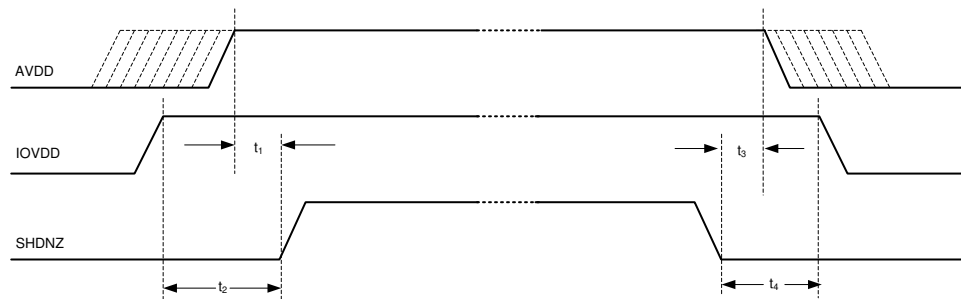 AVDD
IOVDD
t₁
t₃
SHDNZ
t₂
t₄